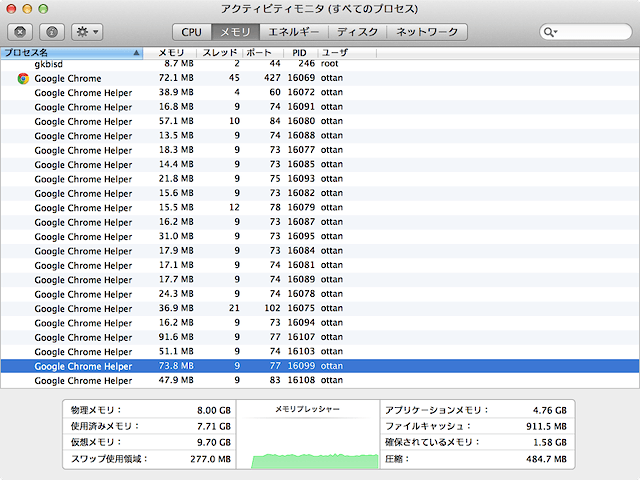 アクティビティモニタ (すべてのプロセス)
CPU メモリ エネルギー ディスク ネットワーク
プロセス名 メモリ スレッド ポート PID ユーザ
gkbisd 8.7 MB 2 44 246 root
Google Chrome 72.1 MB 45 427 16069 ottan
Google Chrome Helper 38.9 MB 4 60 16072 ottan
Google Chrome Helper 16.8 MB 9 74 16091 ottan
Google Chrome Helper 57.1 MB 10 84 16080 ottan
Google Chrome Helper 13.5 MB 9 74 16088 ottan
Google Chrome Helper 18.3 MB 9 73 16077 ottan
Google Chrome Helper 14.4 MB 9 73 16085 ottan
Google Chrome Helper 21.8 MB 9 75 16093 ottan
Google Chrome Helper 15.6 MB 9 73 16082 ottan
Google Chrome Helper 15.5 MB 12 78 16079 ottan
Google Chrome Helper 16.2 MB 9 73 16087 ottan
Google Chrome Helper 31.0 MB 9 74 16095 ottan
Google Chrome Helper 17.9 MB 9 73 16084 ottan
Google Chrome Helper 17.1 MB 9 74 16081 ottan
Google Chrome Helper 17.7 MB 9 74 16089 ottan
Google Chrome Helper 24.3 MB 9 74 16078 ottan
Google Chrome Helper 36.9 MB 21 102 16075 ottan
Google Chrome Helper 16.2 MB 9 73 16094 ottan
Google Chrome Helper 91.6 MB 9 77 16107 ottan
Google Chrome Helper 51.1 MB 9 74 16103 ottan
Google Chrome Helper 73.8 MB 9 77 16099 ottan
Google Chrome Helper 47.9 MB 9 83 16108 ottan
物理メモリ： 8.00 GB
使用済みメモリ： 7.71 GB
仮想メモリ： 9.70 GB
スワップ使用領域： 277.0 MB
メモリプレッシャー
アプリケーションメモリ： 4.76 GB
ファイルキャッシュ： 911.5 MB
確保されているメモリ： 1.58 GB
圧縮： 484.7 MB